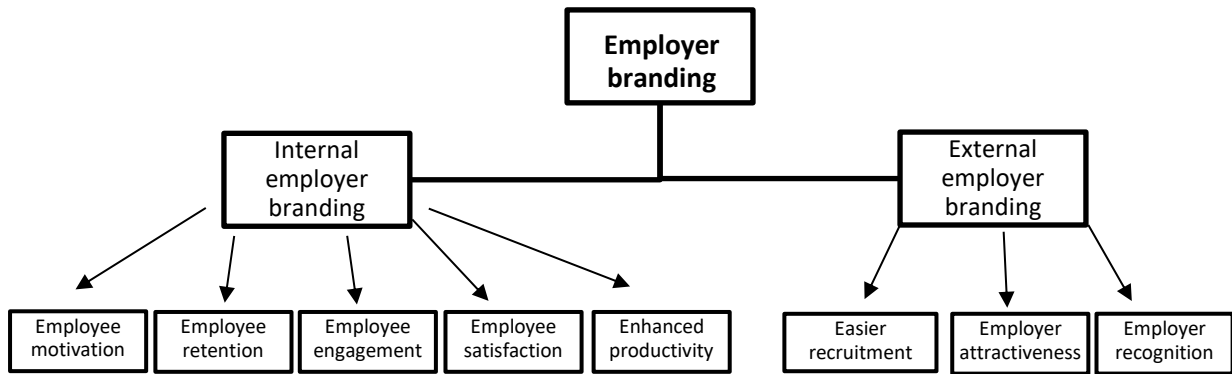 Employer
branding
Internal
employer
branding
External
employer
branding
Employee
motivation
Employee
retention
Employee
engagement
Employee
satisfaction
Enhanced
productivity
Easier
recruitment
Employer
attractiveness
Employer
recognition